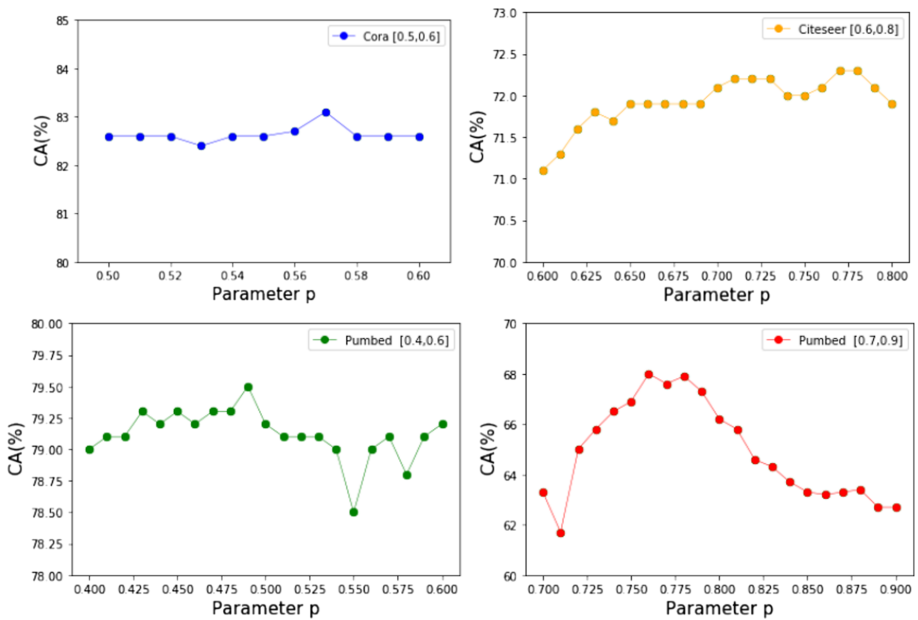 85
84
83
82
81
80
CA(%)
Cora [0.5,0.6]
0.50 0.52 0.54 0.56 0.58 0.60
Parameter p
73.0
72.5
72.0
71.5
71.0
70.5
70.0
CA(%)
Citeseer [0.6,0.8]
0.600 0.625 0.650 0.675 0.700 0.725 0.750 0.775 0.800
Parameter p
80.00
79.75
79.50
79.25
79.00
78.75
78.50
78.25
78.00
CA(%)
Pumbed [0.4,0.6]
0.400 0.425 0.450 0.475 0.500 0.525 0.550 0.575 0.600
Parameter p
70
68
66
64
62
60
CA(%)
Pumbed [0.7,0.9]
0.700 0.725 0.750 0.775 0.800 0.825 0.850 0.875 0.900
Parameter p